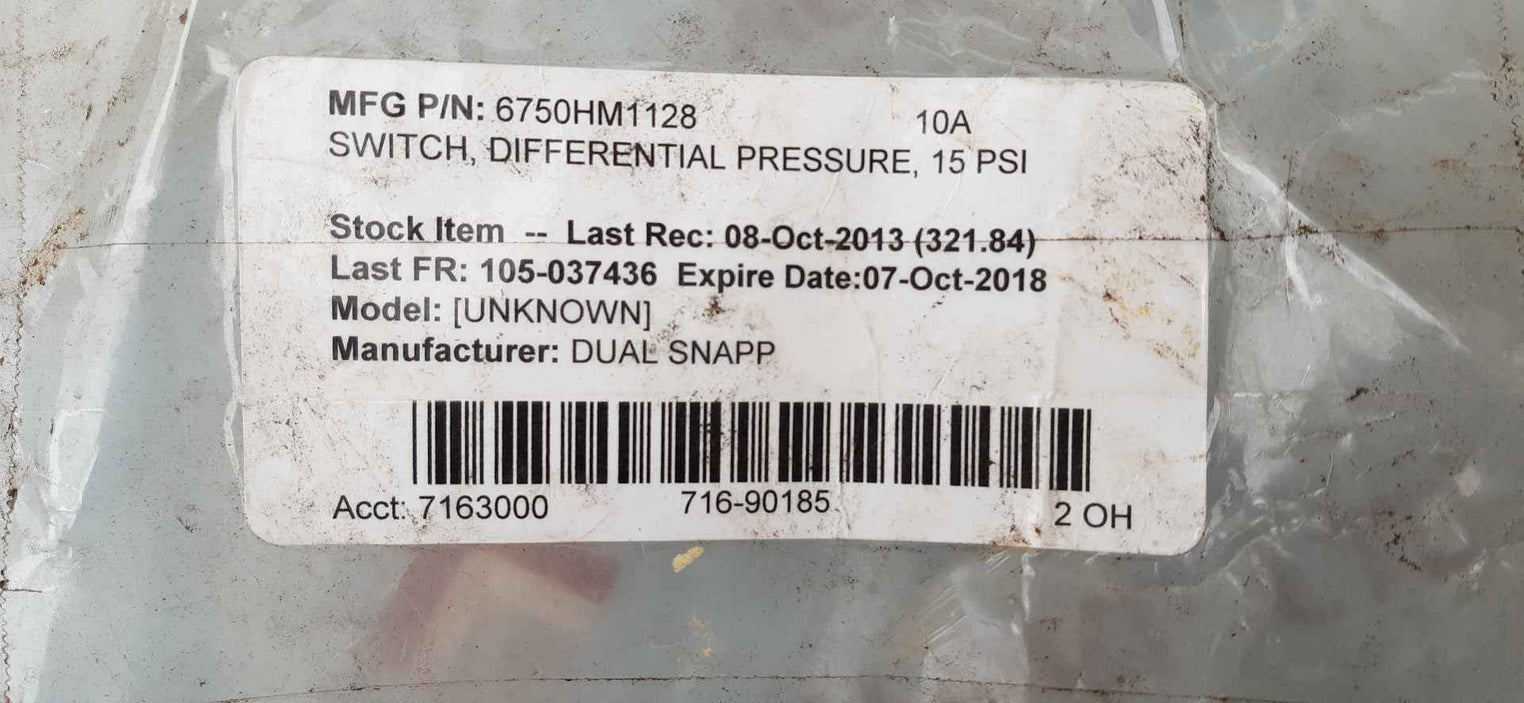 MFG P/N: 6750HM1128 10A
SWITCH, DIFFERENTIAL PRESSURE, 15 PSI
Stock Item -- Last Rec: 08-Oct-2013 (321.84)
Last FR: 105-037436 Expire Date:07-Oct-2018
Model: [UNKNOWN]
Manufacturer: DUAL SNAPP
Acct: 7163000 716-90185 2 OH